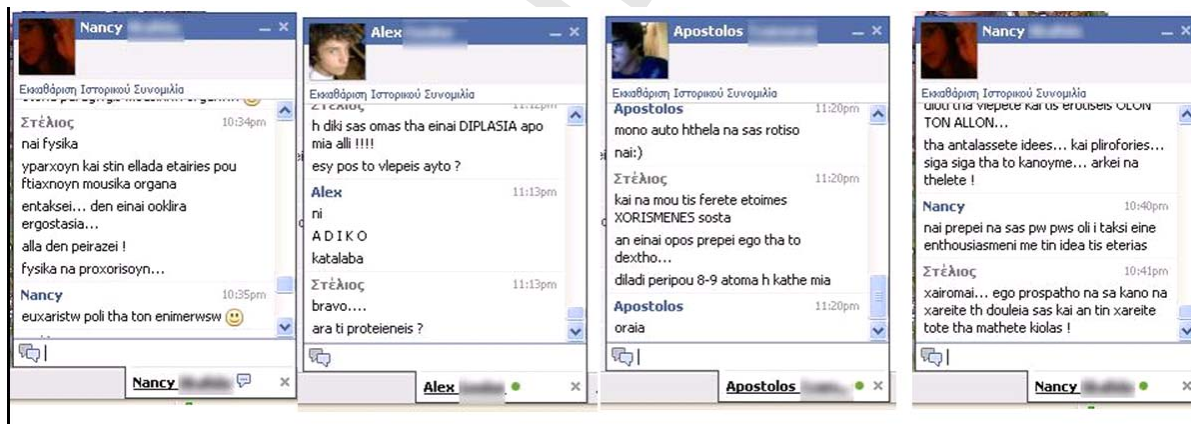 Nancy
Εκκαθάριση Ιστορικού Συνομιλία
Στέλιος 10:34pm
nai fysika
yparxoyn kai stin ellada etairies pou
ftiaxnoyn mousika organa
entaksei... den einai ooklira
ergostasia...
alla den peirazei !
fysika na proxorisoyn...
Nancy 10:35pm
euxaristw poli tha ton enimerwsw
Nancy
Alex
Εκκαθάριση Ιστορικού Συνομιλία
Στέλιος 11:12pm
h diki sas omas tha einai DIPLASIA apo
mia alli !!!!
esy pos to vlepeis ayto ?
Alex 11:13pm
ni
A D I K O
katalaba
Στέλιος 11:13pm
bravo....
ara ti proteieneis ?
Alex
Apostolos
Εκκαθάριση Ιστορικού Συνομιλία
Apostolos 11:20pm
mono auto hthela na sas rotiso
nai:)
Στέλιος 11:20pm
kai na mou tis ferete etoimes
XORISMENES sosta
an einai opos prepei ego tha to
dextho...
diladi peripou 8-9 atoma h kathe mia
Apostolos 11:20pm
oraia
Apostolos
Nancy
Εκκαθάριση Ιστορικού Συνομιλία
dioti tha vlepete kai tis erotiseis OLON
TON ALLON...
tha antalassete idees... kai plirofories...
siga siga tha to kanoyme... arkei na
thelete !
Nancy 10:40pm
nai prepei na sas pw pws oli i taksi eine
enthousiasmeni me tin idea tis eterias
Στέλιος 10:41pm
xairomai... ego prospatho na sa kano na
xareite th douleia sas kai an tin xareite
tote tha mathete kiolas !
Nancy